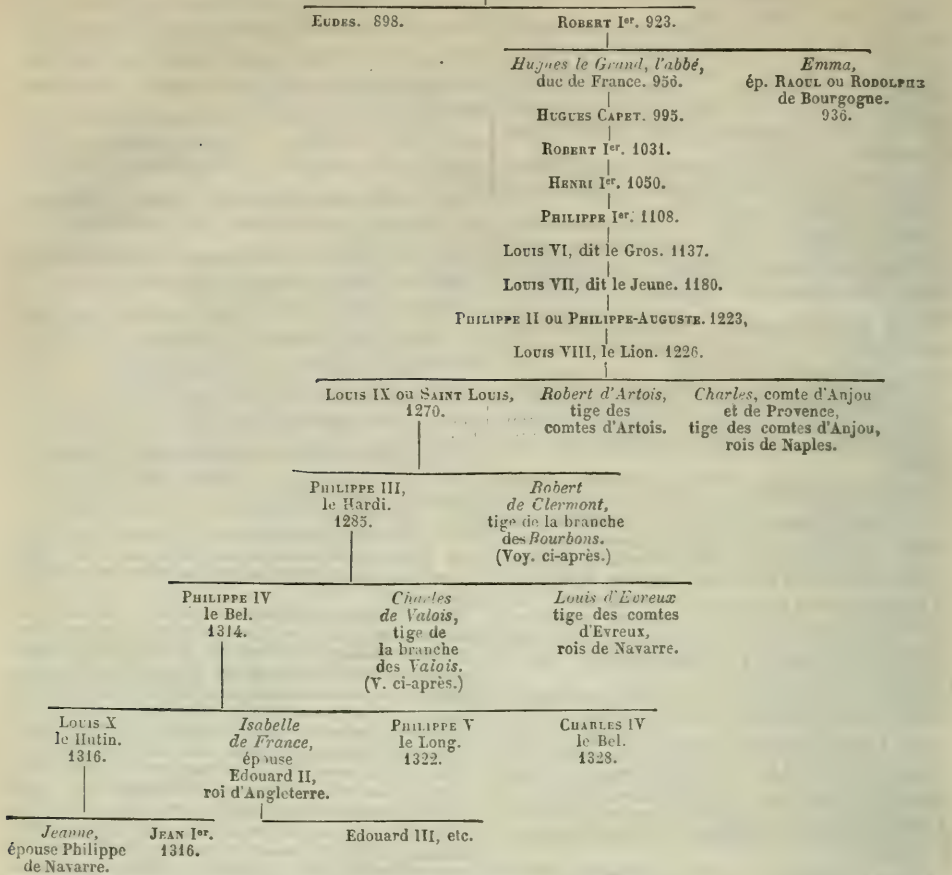 EUDES. 898.
ROBERT Ier. 923.
Hugues le Grand, l'abbé,
duc de France. 956.
Emma,
ép. RAOUL ou RODOLPHE
de Bourgogne.
936.
HUGUES CAPET. 995.
ROBERT Ier. 1031.
HENRI Ier. 1050.
PHILIPPE Ier. 1108.
LOUIS VI, dit le Gros. 1137.
LOUIS VII, dit le Jeune. 1180.
PHILIPPE II ou PHILIPPE-AUGUSTE. 1223,
LOUIS VIII, le Lion. 1226.
LOUIS IX ou SAINT LOUIS,
1270.
Robert d'Artois,
tige des
comtes d'Artois.
Charles, comte d'Anjou
et de Provence,
tige des comtes d'Anjou,
rois de Naples.
PHILIPPE III,
le Hardi.
1285.
Robert
de Clermont,
tige de la branche
des Bourbons.
(Voy. ci-après.)
PHILIPPE IV
le Bel.
1314.
Charles
de Valois,
tige de
la branche
des Valois.
(V. ci-après.)
Louis d'Evreux
tige des comtes
d'Evreux,
rois de Navarre.
LOUIS X
le Hutin.
1316.
Isabelle
de France,
épouse
Edouard II,
roi d'Angleterre.
PHILIPPE V
le Long.
1322.
CHARLES IV
le Bel.
1328.
Jeanne,
épouse Philippe
de Navarre.
JEAN Ier.
1316.
Edouard III, etc.